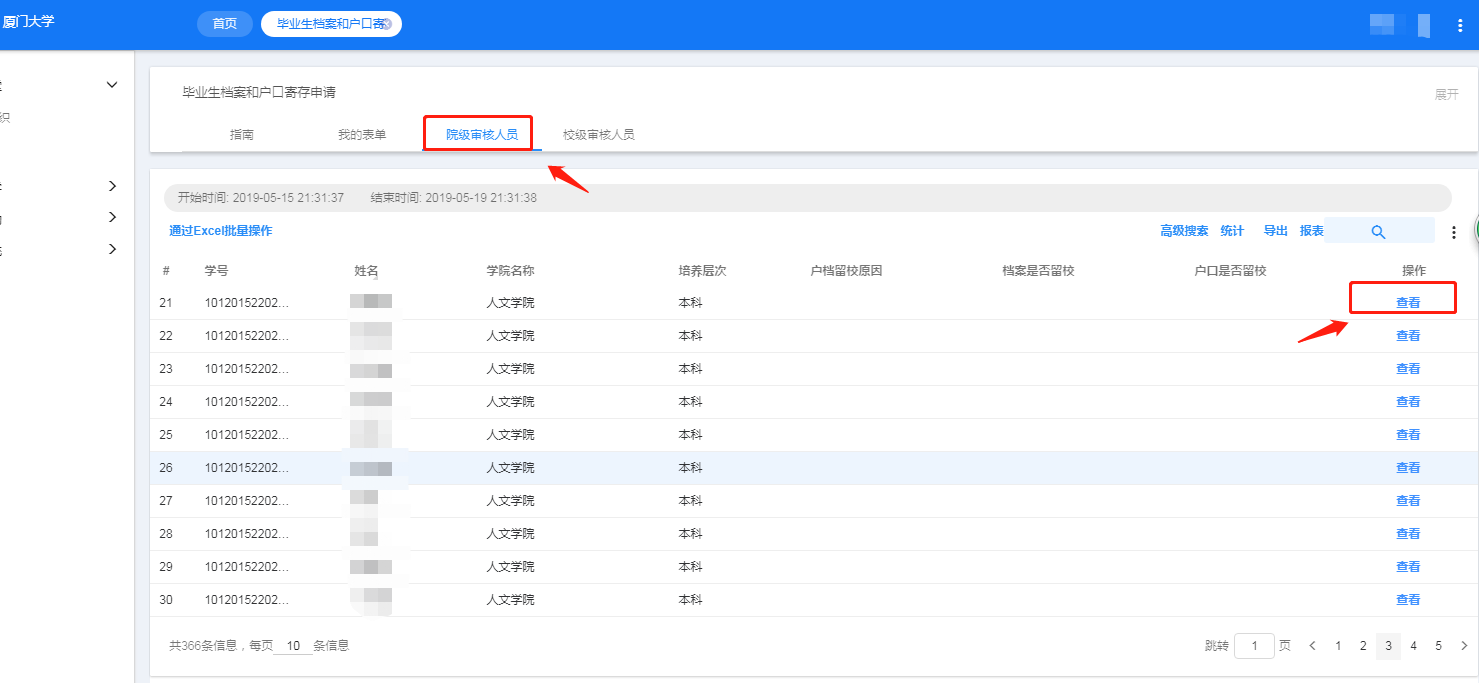 厦门大学 首页 毕业生档案和户口寄
织
毕业生档案和户口寄存申请 展开
指南 我的表单 院级审核人员 校级审核人员
开始时间: 2019-05-15 21:31:37 结束时间: 2019-05-19 21:31:38
通过Excel批量操作 高级搜索 统计 导出 报表
# 学号 姓名 学院名称 培养层次 户档留校原因 档案是否留校 户口是否留校 操作
21 10120152202... 人文学院 本科 查看
22 10120152202... 人文学院 本科 查看
23 10120152202... 人文学院 本科 查看
24 10120152202... 人文学院 本科 查看
25 10120152202... 人文学院 本科 查看
26 10120152202... 人文学院 本科 查看
27 10120152202... 人文学院 本科 查看
28 10120152202... 人文学院 本科 查看
29 10120152202... 人文学院 本科 查看
30 10120152202... 人文学院 本科 查看
共366条信息，每页 10 条信息 跳转 1 页 < 1 2 3 4 5 >